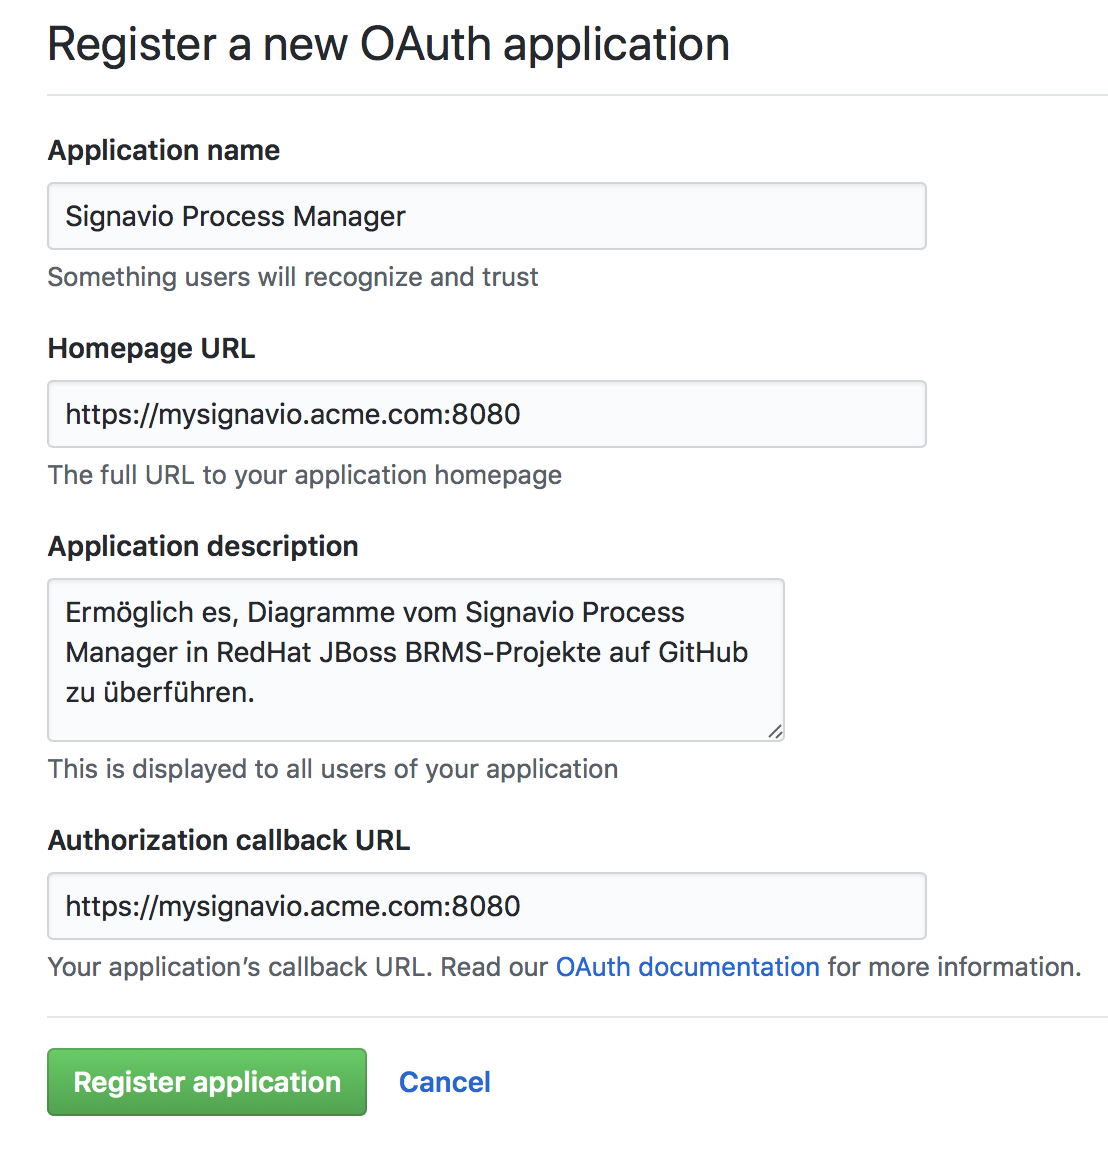 Register a new OAuth application
Application name
Signavio Process Manager
Something users will recognize and trust
Homepage URL
https://mysignavio.acme.com:8080
The full URL to your application homepage
Application description
Ermöglich es, Diagramme vom Signavio Process
Manager in RedHat JBoss BRMS-Projekte auf GitHub
zu überführen.
This is displayed to all users of your application
Authorization callback URL
https://mysignavio.acme.com:8080
Your application’s callback URL. Read our OAuth documentation for more information.
Register application Cancel